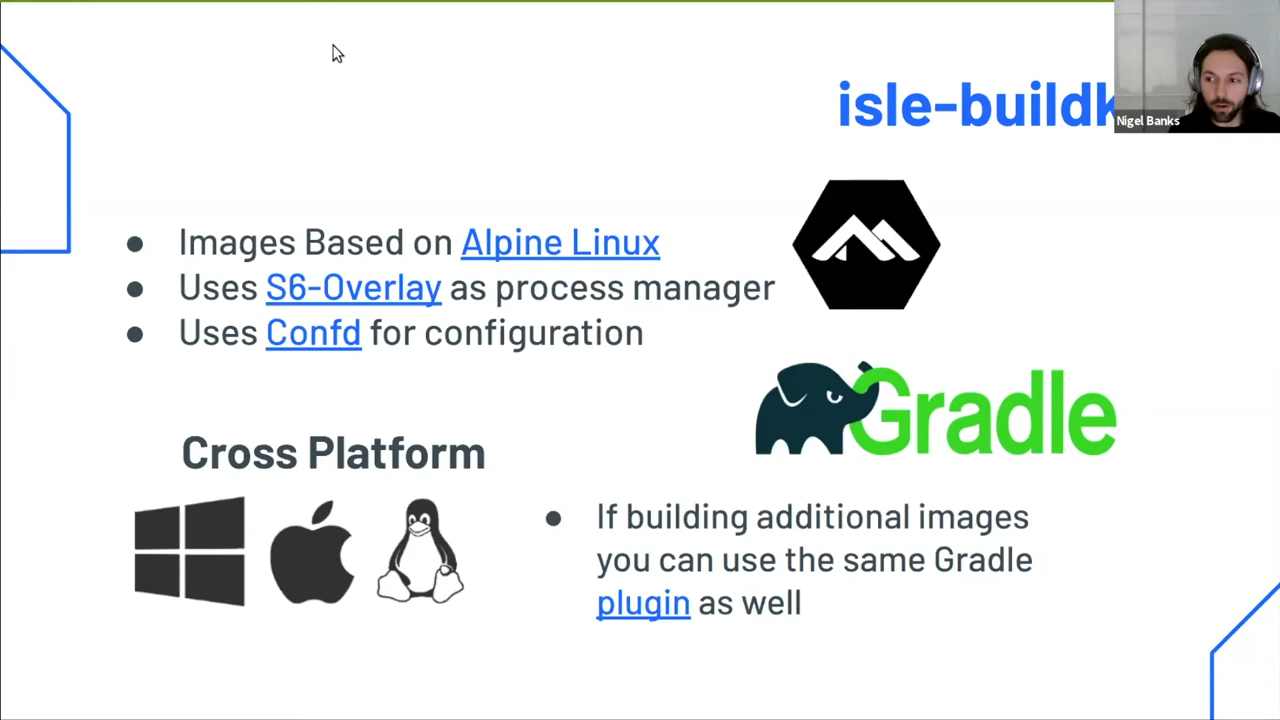 isle-buildk
Nigel Banks
● Images Based on Alpine Linux
● Uses S6-Overlay as process manager
● Uses Confd for configuration
Gradle
Cross Platform
● If building additional images
you can use the same Gradle
plugin as well